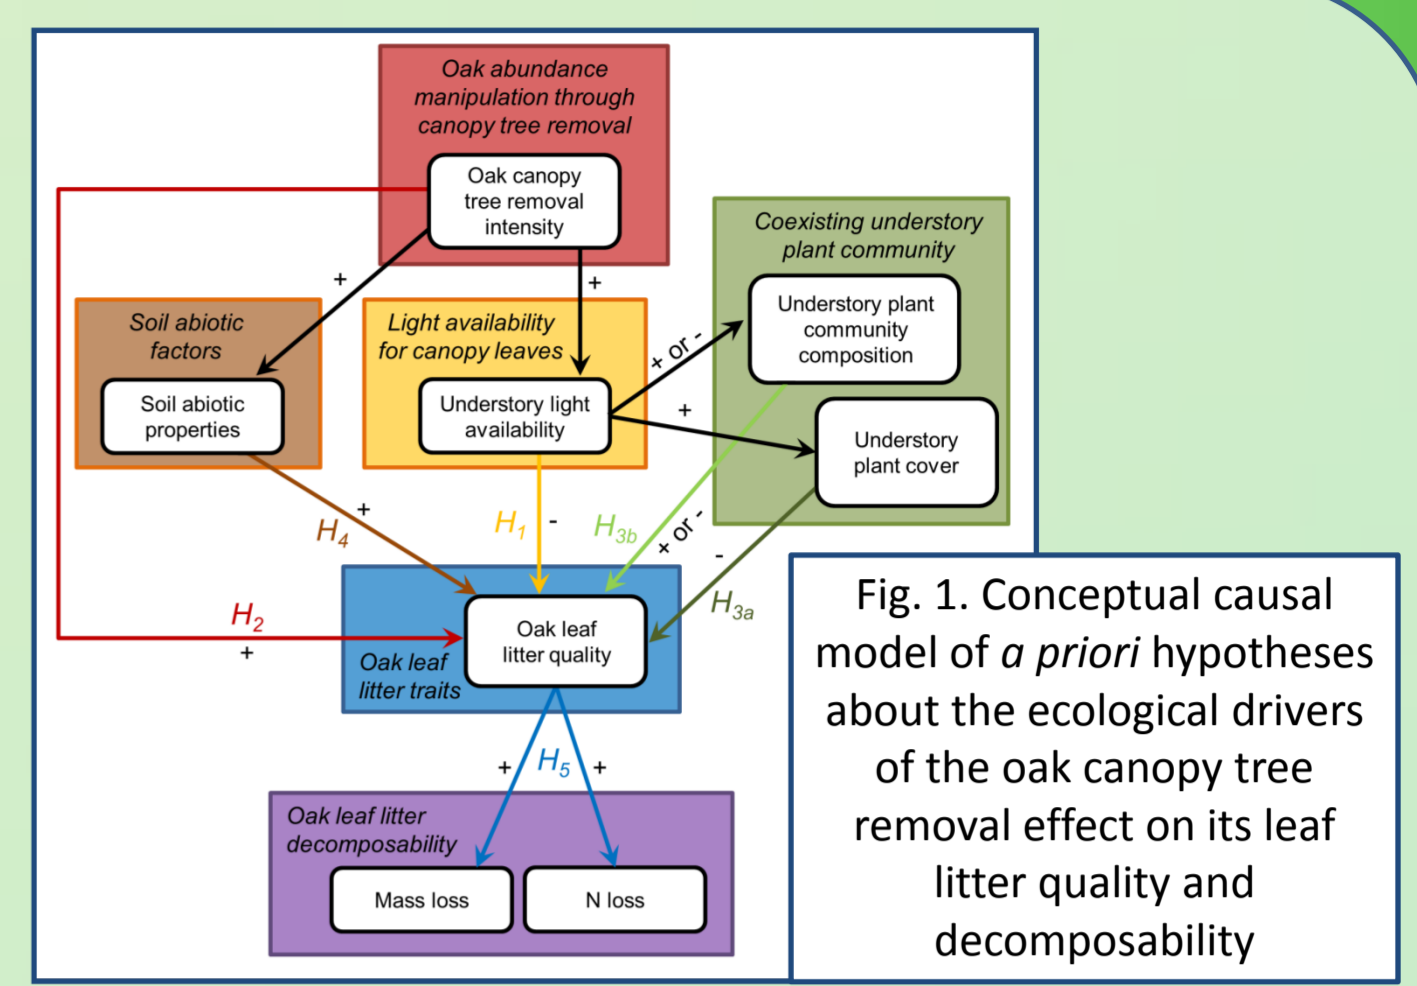 Oak abundance
manipulation through
canopy tree removal
Oak canopy
tree removal
intensity
Coexisting understory
plant community
Understory plant
community
composition
Understory
plant cover
+
+
Soil abiotic
factors
Soil abiotic
properties
Light availability
for canopy leaves
Understory light
availability
+ or -
+
H4
+
H1
-
H3b
+ or -
-
H3a
H2
+
Oak leaf
litter quality
Oak leaf
litter traits
+
H5
+
Oak leaf litter
decomposability
Mass loss
N loss
Fig. 1. Conceptual causal
model of a priori hypotheses
about the ecological drivers
of the oak canopy tree
removal effect on its leaf
litter quality and
decomposability